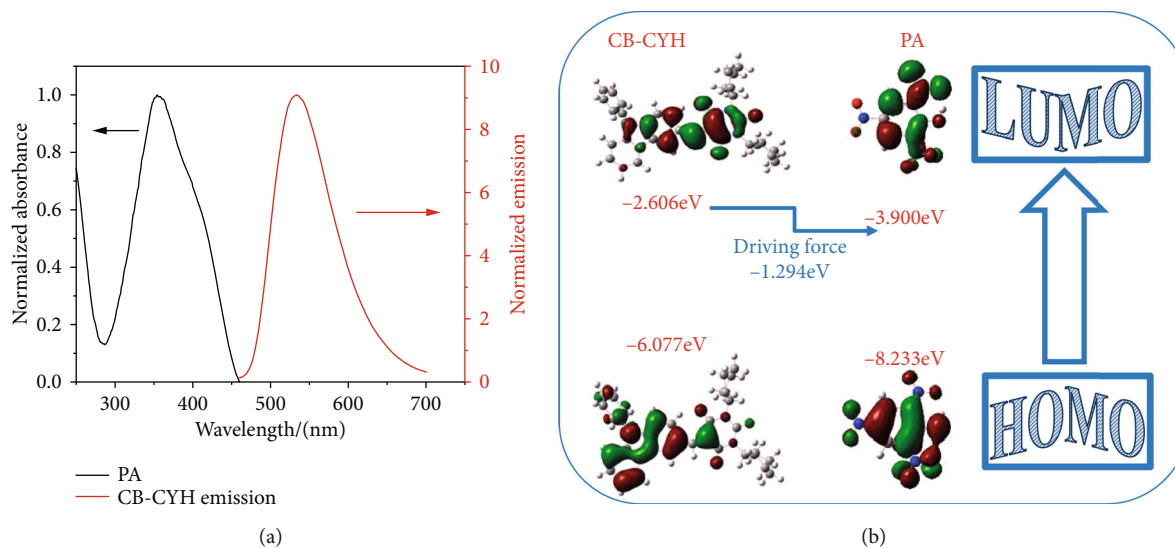 1.0
0.8
0.6
0.4
0.2
0.0
Normalized absorbance
10
8
6
4
2
0
Normalized emission
300 400 500 600 700
Wavelength/(nm)
PA
CB-CYH emission
(a)
CB-CYH PA
LUMO
–2.606eV –3.900eV
Driving force
–1.294eV
–6.077eV –8.233eV
HOMO
(b)